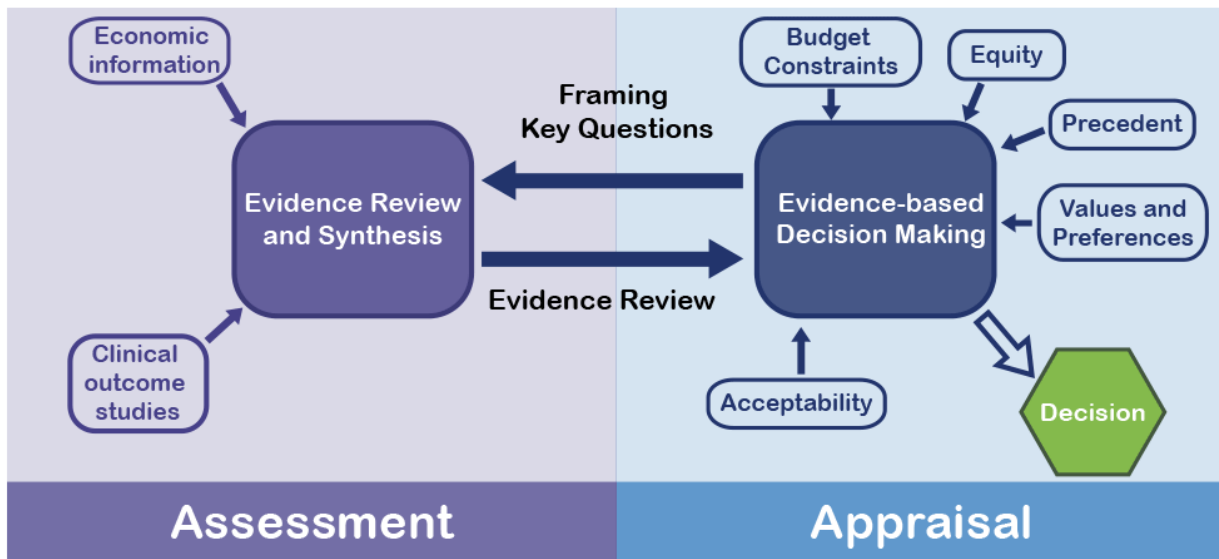 Economic
information
Clinical
outcome
studies
Evidence Review
and Synthesis
Framing
Key Questions
Evidence Review
Budget
Constraints
Equity
Precedent
Values and
Preferences
Evidence-based
Decision Making
Acceptability
Decision
Assessment
Appraisal